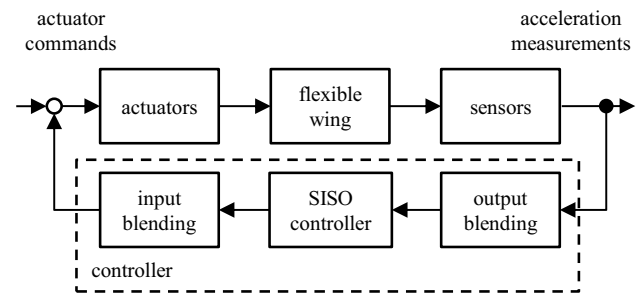 actuator
commands
acceleration
measurements
actuators
flexible
wing
sensors
input
blending
SISO
controller
output
blending
controller